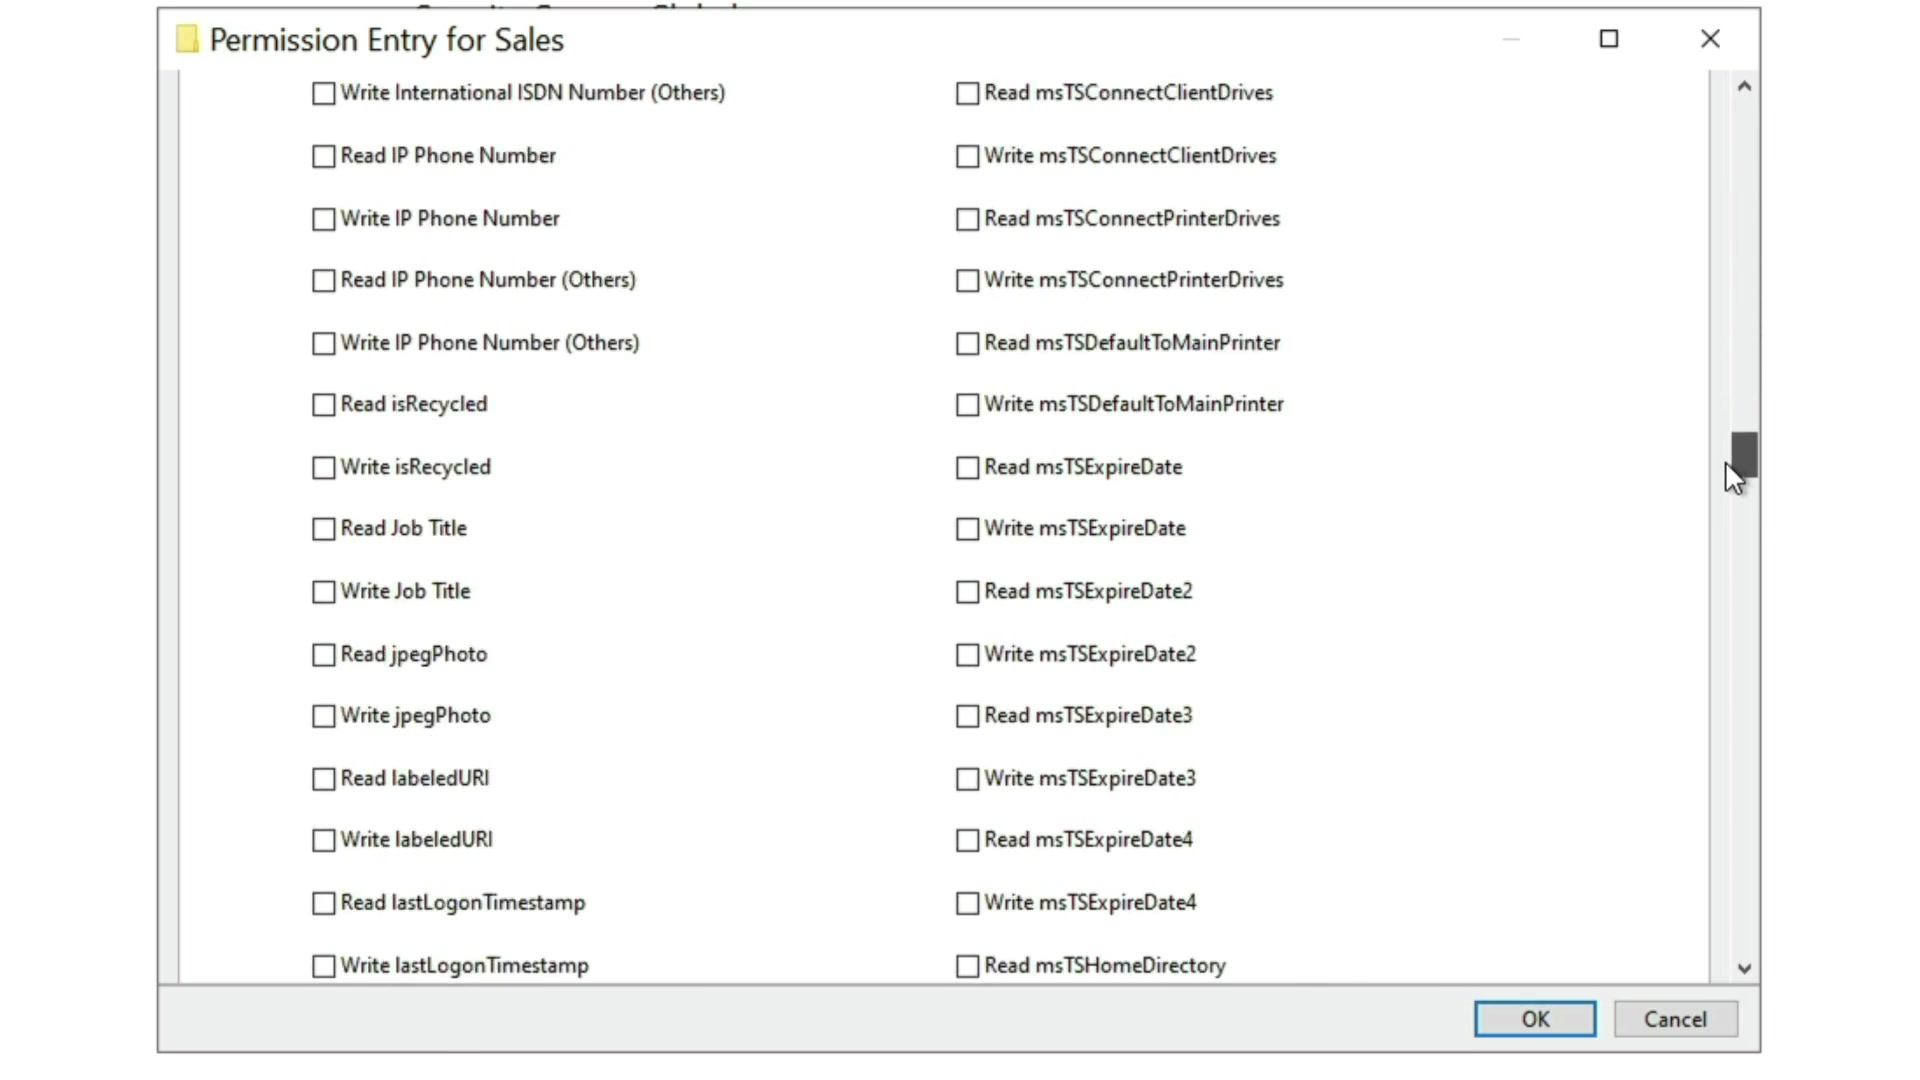 Permission Entry for Sales
Write International ISDN Number (Others)
Read IP Phone Number
Write IP Phone Number
Read IP Phone Number (Others)
Write IP Phone Number (Others)
Read isRecycled
Write isRecycled
Read Job Title
Write Job Title
Read jpegPhoto
Write jpegPhoto
Read labeledURI
Write labeledURI
Read lastLogonTimestamp
Write lastLogonTimestamp
Read msTSConnectClientDrives
Write msTSConnectClientDrives
Read msTSConnectPrinterDrives
Write msTSConnectPrinterDrives
Read msTSDefaultToMainPrinter
Write msTSDefaultToMainPrinter
Read msTSExpireDate
Write msTSExpireDate
Read msTSExpireDate2
Write msTSExpireDate2
Read msTSExpireDate3
Write msTSExpireDate3
Read msTSExpireDate4
Write msTSExpireDate4
Read msTSHomeDirectory
OK
Cancel